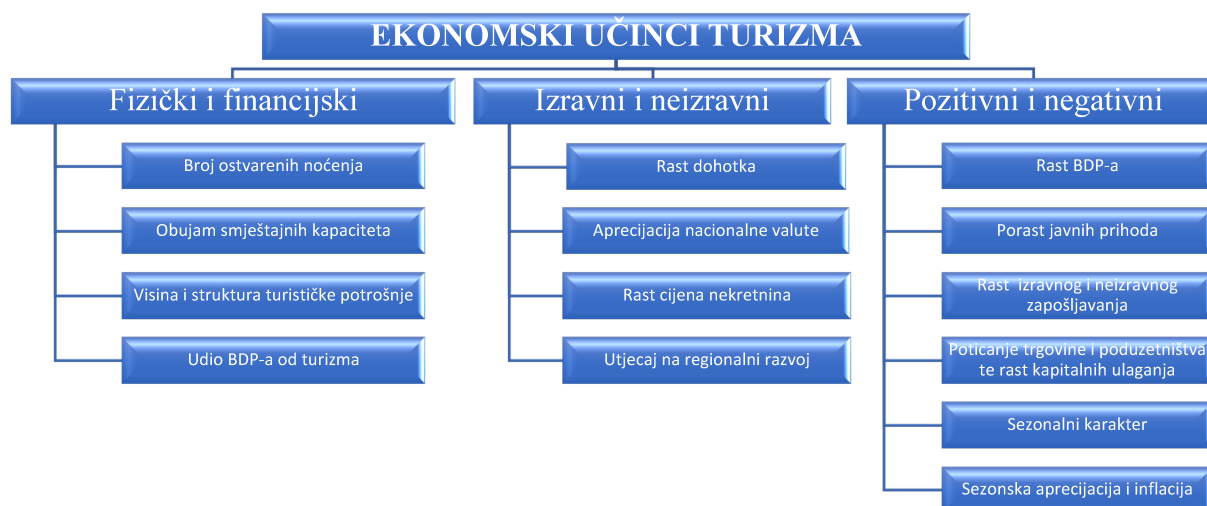 EKONOMSKI UČINCI TURIZMA
Fizički i financijski
Broj ostvarenih noćenja
Obujam smještajnih kapaciteta
Visina i struktura turističke potrošnje
Udio BDP-a od turizma
Izravni i neizravni
Rast dohotka
Aprecijacija nacionalne valute
Rast cijena nekretnina
Utjecaj na regionalni razvoj
Pozitivni i negativni
Rast BDP-a
Porast javnih prihoda
Rast  izravnog i neizravnog
zapošljavanja
Poticanje trgovine i poduzetništva
te rast kapitalnih ulaganja
Sezonalni karakter
Sezonska aprecijacija i inflacija